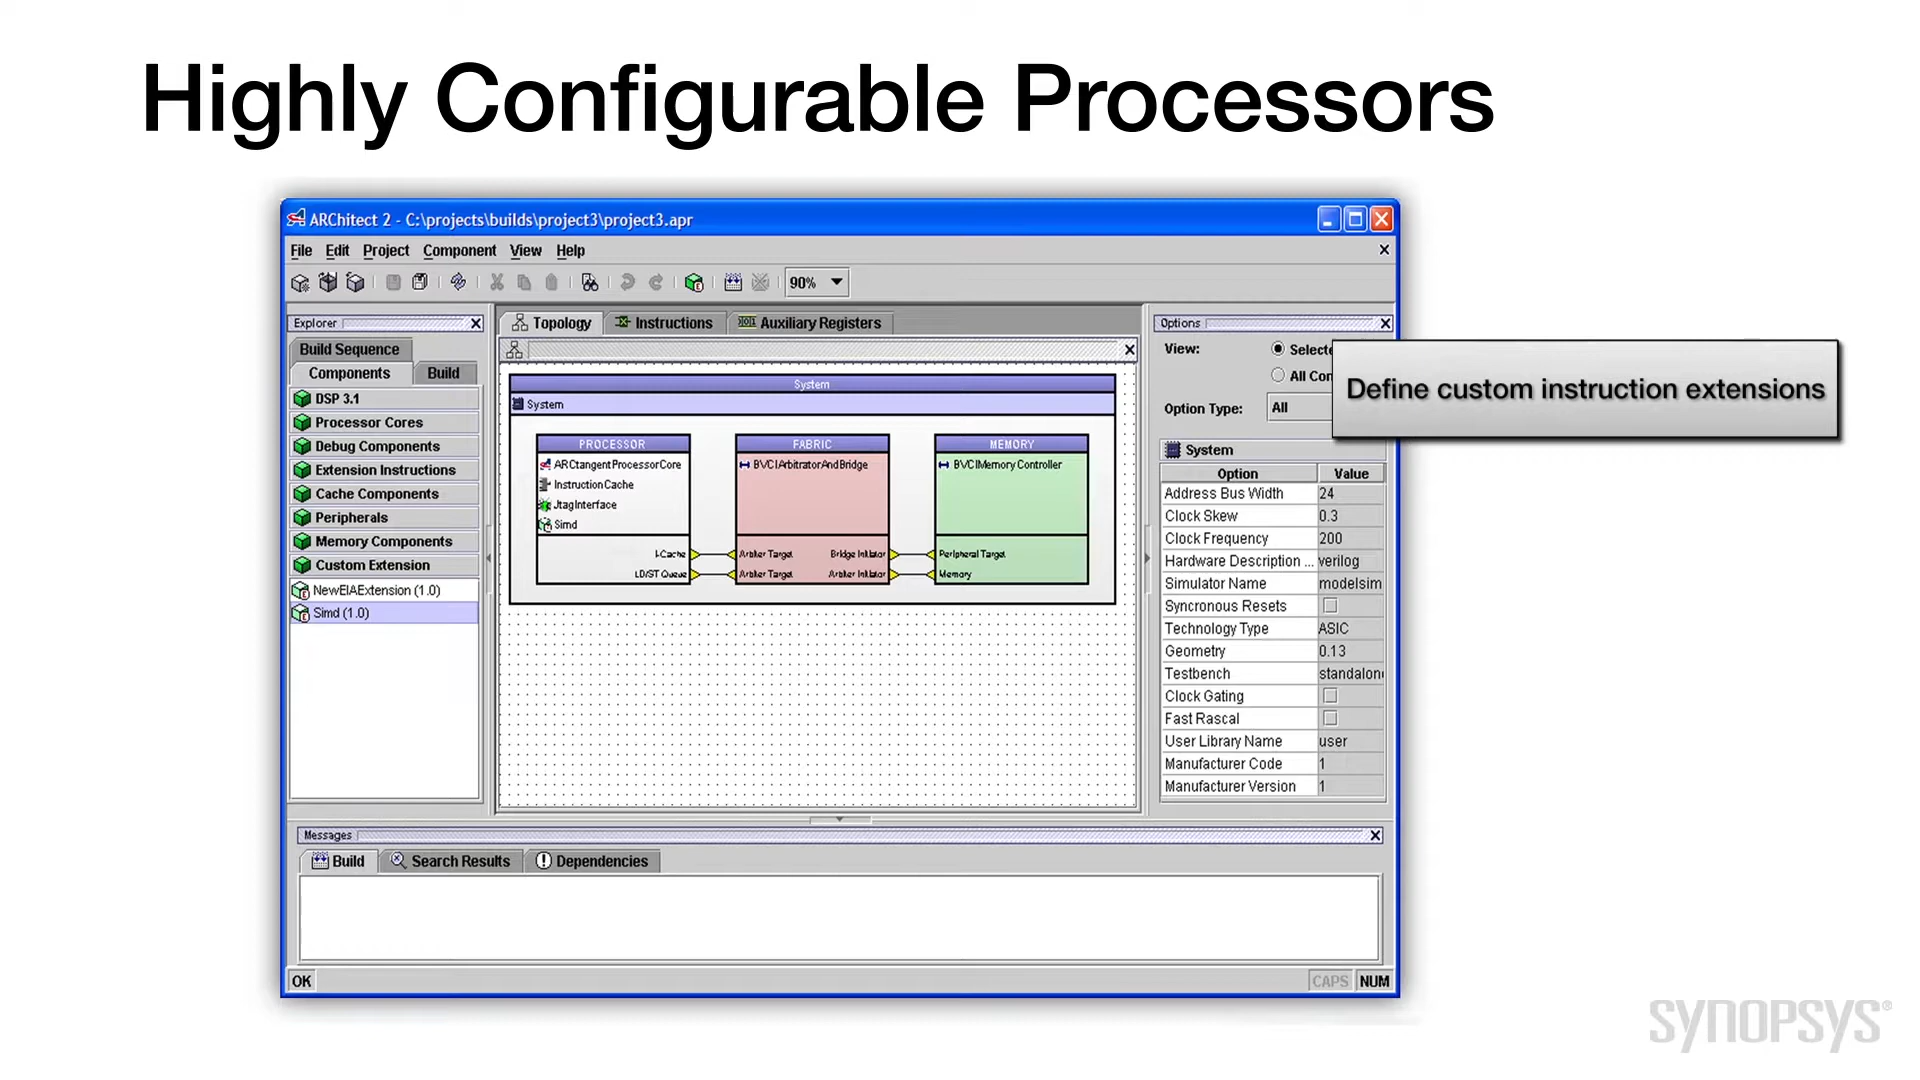 Highly Configurable Processors
ARChitect 2 - C:\projects\builds\project3\project3.apr
File Edit Project Component View Help
90%
Explorer
Build Sequence
Components Build
DSP 3.1
Processor Cores
Debug Components
Extension Instructions
Cache Components
Peripherals
Memory Components
Custom Extension
NewEIAExtension (1.0)
Simd (1.0)
Topology Instructions Auxiliary Registers
System
System
PROCESSOR
ARCtangentProcessorCore
InstructionCache
JtagInterface
Simd
I-Cache
LD/ST Queue
FABRIC
BVCIArbitratorAndBridge
Arbiter Target Bridge Initiator
Arbiter Target Arbiter Initiator
MEMORY
BVCIMemoryController
Peripheral Target
Memory
Options
View: Selecte
All Con
Option Type: All
Define custom instruction extensions
System
Option Value
Address Bus Width 24
Clock Skew 0.3
Clock Frequency 200
Hardware Description ... verilog
Simulator Name modelsim
Syncronous Resets
Technology Type ASIC
Geometry 0.13
Testbench standalon
Clock Gating
Fast Rascal
User Library Name user
Manufacturer Code 1
Manufacturer Version 1
Messages
Build Search Results Dependencies
OK
CAPS NUM
SYNOPSYS®